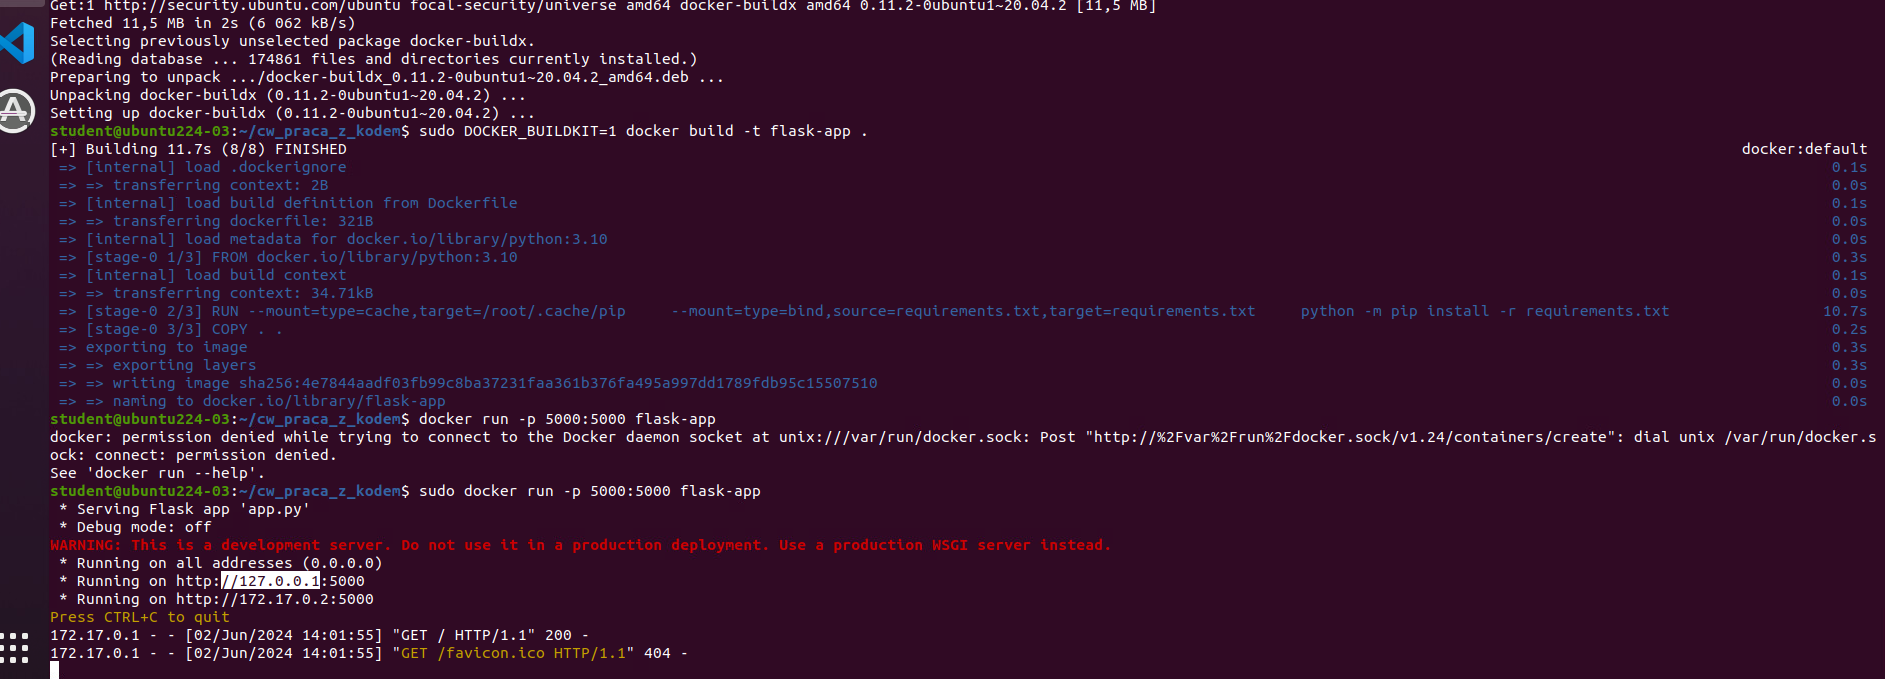 Get:1 http://security.ubuntu.com/ubuntu focal-security/universe amd64 docker-buildx amd64 0.11.2-0ubuntu1~20.04.2 [11,5 MB]
Fetched 11,5 MB in 2s (6 062 kB/s)
Selecting previously unselected package docker-buildx.
(Reading database ... 174861 files and directories currently installed.)
Preparing to unpack .../docker-buildx_0.11.2-0ubuntu1~20.04.2_amd64.deb ...
Unpacking docker-buildx (0.11.2-0ubuntu1~20.04.2) ...
Setting up docker-buildx (0.11.2-0ubuntu1~20.04.2) ...
student@ubuntu224-03:~/cw_praca_z_kodem$ sudo DOCKER_BUILDKIT=1 docker build -t flask-app .
[+] Building 11.7s (8/8) FINISHED docker:default
=> [internal] load .dockerignore 0.1s
=> => transferring context: 2B 0.0s
=> [internal] load build definition from Dockerfile 0.1s
=> => transferring dockerfile: 321B 0.0s
=> [internal] load metadata for docker.io/library/python:3.10 0.0s
=> [stage-0 1/3] FROM docker.io/library/python:3.10 0.3s
=> [internal] load build context 0.1s
=> => transferring context: 34.71kB 0.0s
=> [stage-0 2/3] RUN --mount=type=cache,target=/root/.cache/pip     --mount=type=bind,source=requirements.txt,target=requirements.txt     python -m pip install -r requirements.txt 10.7s
=> [stage-0 3/3] COPY . . 0.2s
=> exporting to image 0.3s
=> => exporting layers 0.3s
=> => writing image sha256:4e7844aadf03fb99c8ba37231faa361b376fa495a997dd1789fdb95c15507510 0.0s
=> => naming to docker.io/library/flask-app 0.0s
student@ubuntu224-03:~/cw_praca_z_kodem$ docker run -p 5000:5000 flask-app
docker: permission denied while trying to connect to the Docker daemon socket at unix:///var/run/docker.sock: Post "http://%2Fvar%2Frun%2Fdocker.sock/v1.24/containers/create": dial unix /var/run/docker.s
ock: connect: permission denied.
See 'docker run --help'.
student@ubuntu224-03:~/cw_praca_z_kodem$ sudo docker run -p 5000:5000 flask-app
* Serving Flask app 'app.py'
* Debug mode: off
WARNING: This is a development server. Do not use it in a production deployment. Use a production WSGI server instead.
* Running on all addresses (0.0.0.0)
* Running on http://127.0.0.1:5000
* Running on http://172.17.0.2:5000
Press CTRL+C to quit
172.17.0.1 - - [02/Jun/2024 14:01:55] "GET / HTTP/1.1" 200 -
172.17.0.1 - - [02/Jun/2024 14:01:55] "GET /favicon.ico HTTP/1.1" 404 -